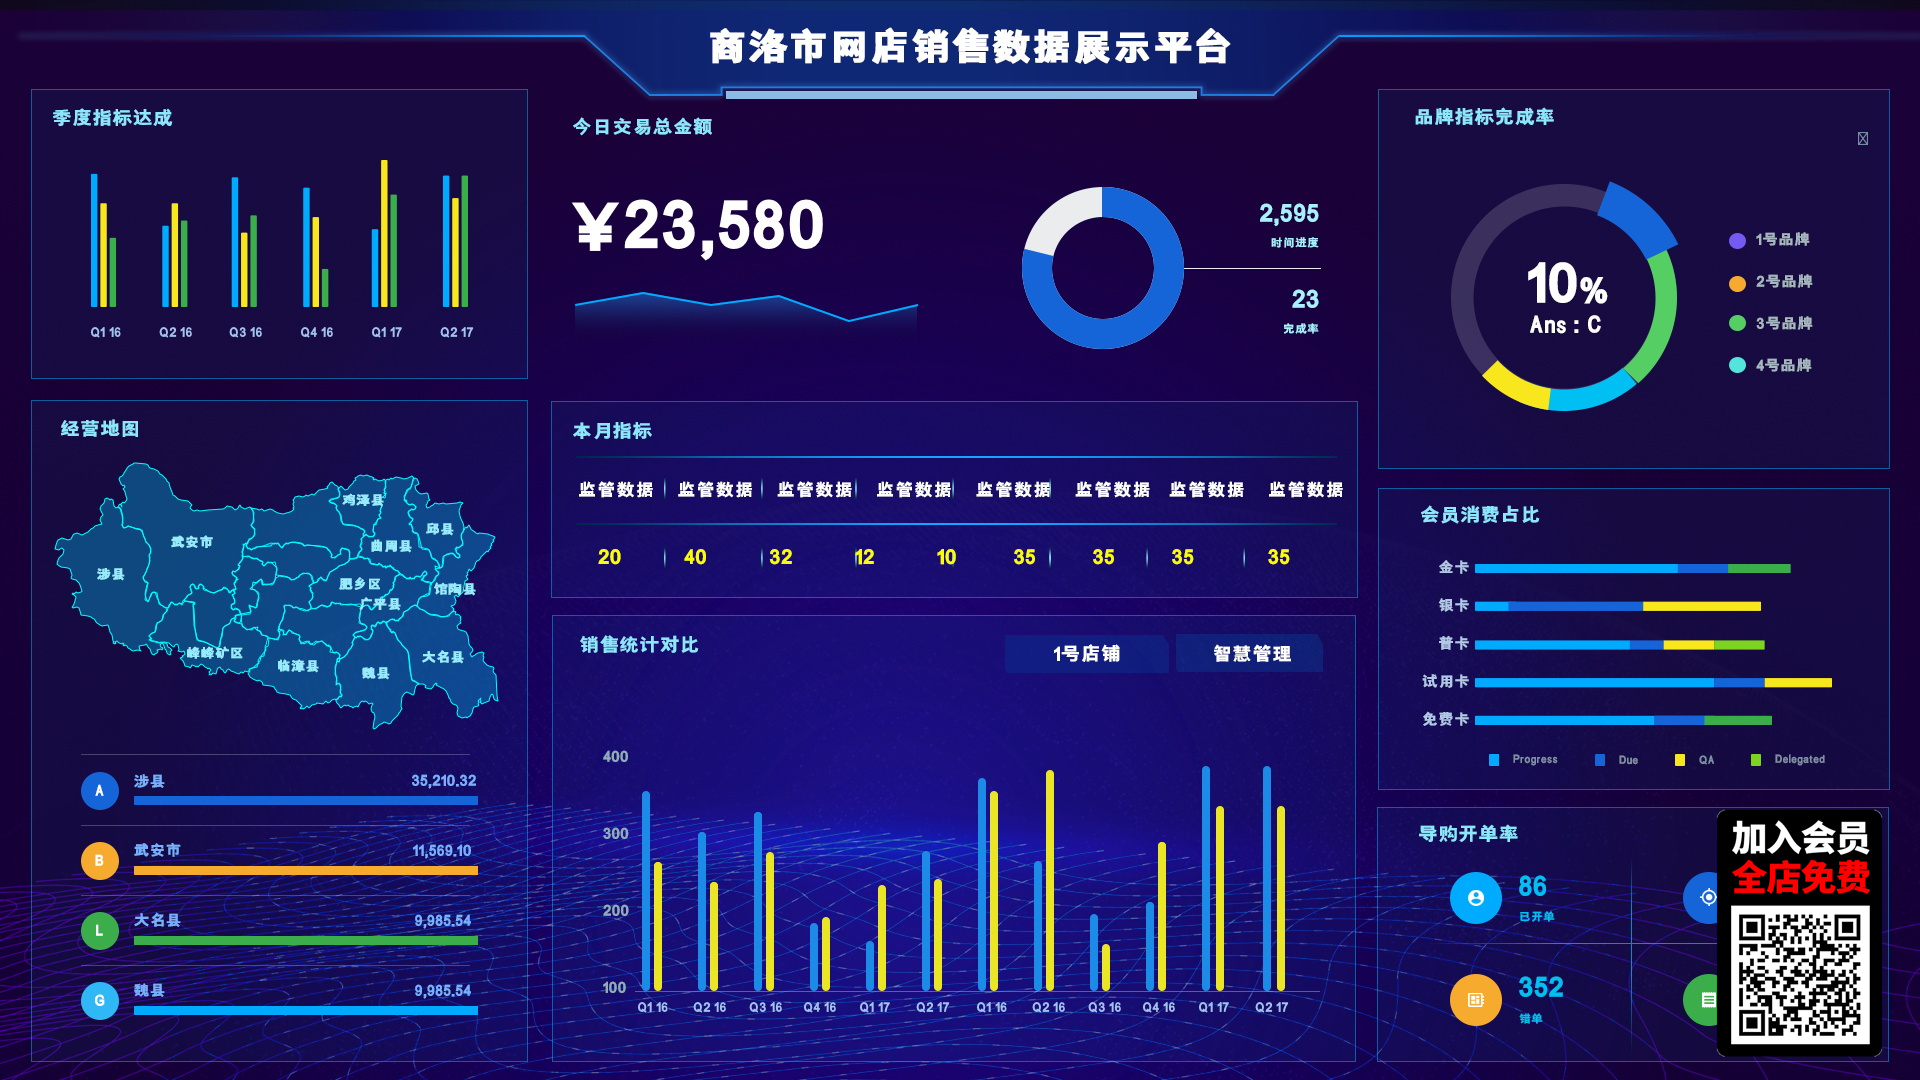 商洛市网店销售数据展示平台
季度指标达成
Q1 16 Q2 16 Q3 16 Q4 16 Q1 17 Q2 17
今日交易总金额
¥23,580
2,595
时间进度
23
完成率
品牌指标完成率
10%
Ans : C
1号品牌
2号品牌
3号品牌
4号品牌
经营地图
鸡泽县
邱县
武安市
曲周县
涉县
肥乡区
馆陶县
广平县
峰峰矿区
临漳县
大名县
魏县
A 涉县 35,210.32
B 武安市 11,569.10
L 大名县 9,985.54
G 魏县 9,985.54
本月指标
监管数据 监管数据 监管数据 监管数据 监管数据 监管数据 监管数据 监管数据
20 40 32 12 10 35 35 35 35
销售统计对比
1号店铺 智慧管理
400
300
200
100
Q1 16 Q2 16 Q3 16 Q4 16 Q1 17 Q2 17 Q1 16 Q2 16 Q3 16 Q4 16 Q1 17 Q2 17
会员消费占比
金卡
银卡
普卡
试用卡
免费卡
Progress Due QA Delegated
导购开单率
86
已开单
352
错单
加入会员
全店免费